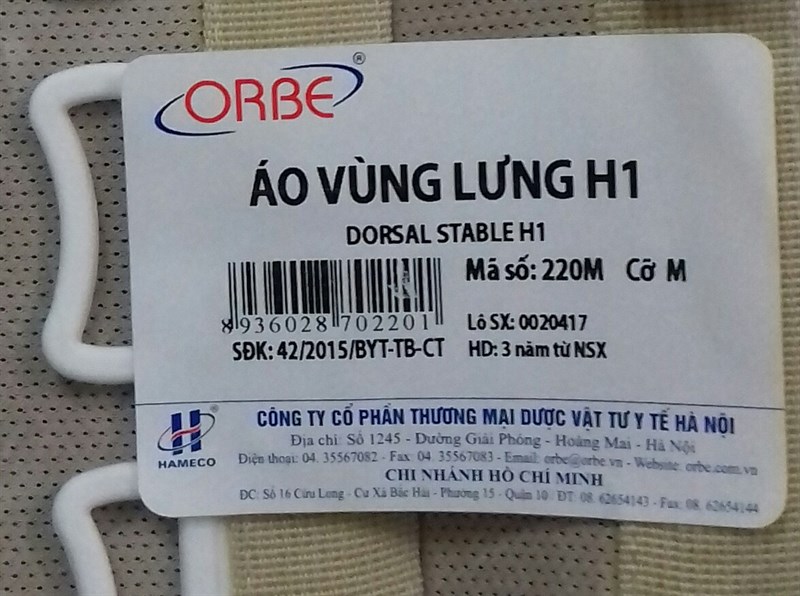 ORBE ®
ÁO VÙNG LƯNG H1
DORSAL STABLE H1
Mã số: 220M Cỡ M
8 936028 702201
Lô SX: 0020417
SĐK: 42/2015/BYT-TB-CT
HD: 3 năm từ NSX
H ®
HAMECO
CÔNG TY CỔ PHẦN THƯƠNG MẠI DƯỢC VẬT TƯ Y TẾ HÀ NỘI
Địa chỉ: Số 1245 - Đường Giải Phóng - Hoàng Mai - Hà Nội
Điện thoại: 04. 35567082 - Fax: 04. 35567083 - Email: orbe@orbe.vn - Website: orbe.com.vn
CHI NHÁNH HỒ CHÍ MINH
ĐC: Số 16 Cửu Long - Cư Xá Bắc Hải - Phường 15 - Quận 10 / ĐT: 08. 62654143 - Fax: 08. 62654144